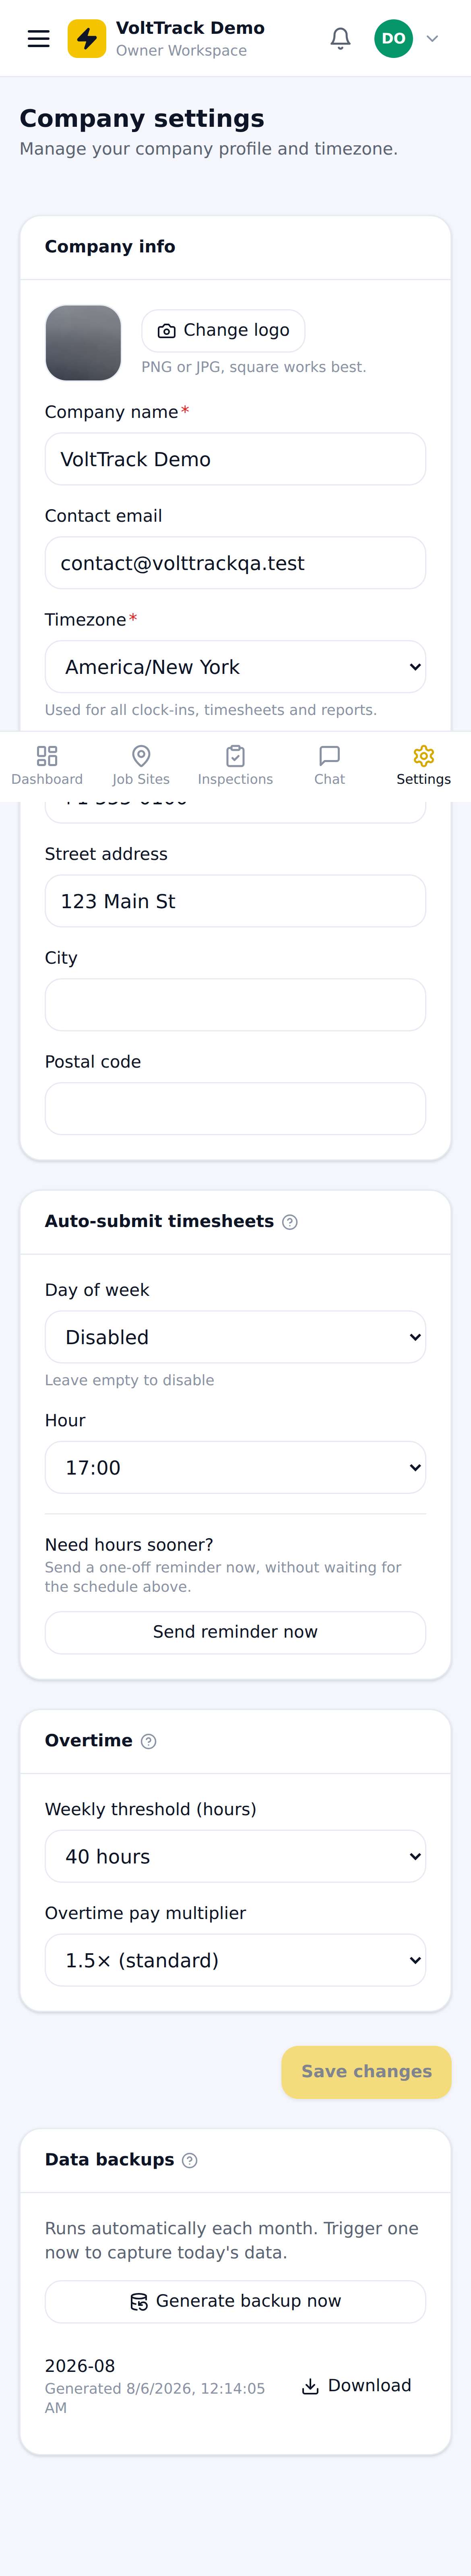 VoltTrack Demo
Owner Workspace
DO
Company settings
Manage your company profile and timezone.
Company info
Change logo
PNG or JPG, square works best.
Company name*
VoltTrack Demo
Contact email
contact@volttrackqa.test
Timezone*
America/New York
Used for all clock-ins, timesheets and reports.
Dashboard
Job Sites
Inspections
Chat
Settings
Street address
123 Main St
City
Postal code
Auto-submit timesheets
Day of week
Disabled
Leave empty to disable
Hour
17:00
Need hours sooner?
Send a one-off reminder now, without waiting for
the schedule above.
Send reminder now
Overtime
Weekly threshold (hours)
40 hours
Overtime pay multiplier
1.5× (standard)
Save changes
Data backups
Runs automatically each month. Trigger one
now to capture today's data.
Generate backup now
2026-08
Generated 8/6/2026, 12:14:05
AM
Download